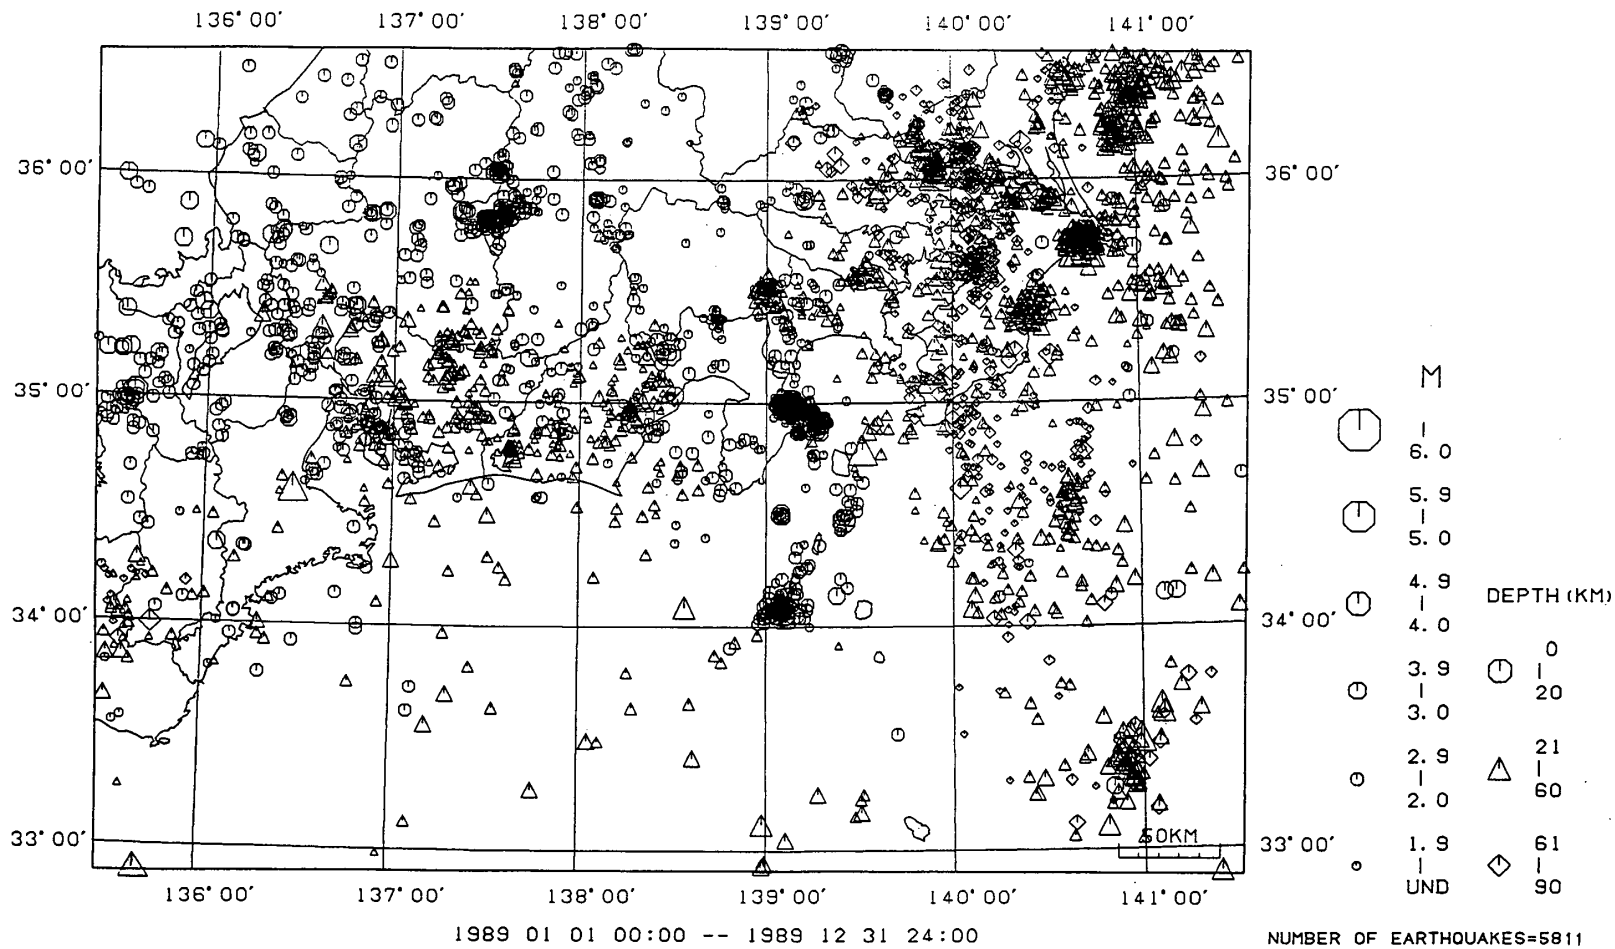 136°00' 137°00' 138°00' 139°00' 140°00' 141°00'
36°00' 36°00'
35°00' 35°00'
34°00' 34°00'
33°00' 33°00'
50KM
136°00' 137°00' 138°00' 139°00' 140°00' 141°00'
1989 01 01 00:00 -- 1989 12 31 24:00
M
6.0
5.9
5.0
4.9
4.0
3.9
3.0
2.9
2.0
1.9
UND
DEPTH(KM)
0
20
21
60
61
90
NUMBER OF EARTHQUAKES=5811